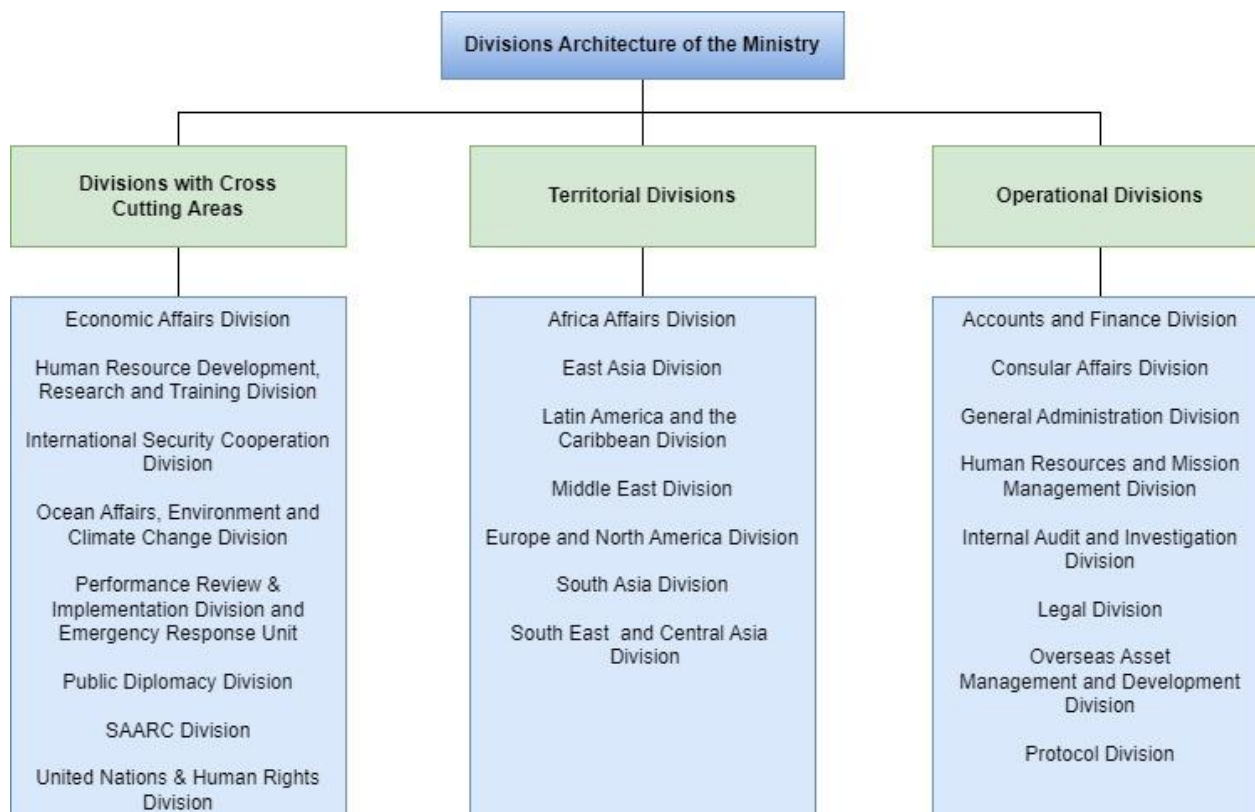 Divisions Architecture of the Ministry
Divisions with Cross
Cutting Areas
Territorial Divisions
Operational Divisions
Economic Affairs Division
Human Resource Development,
Research and Training Division
International Security Cooperation
Division
Ocean Affairs, Environment and
Climate Change Division
Performance Review &
Implementation Division and
Emergency Response Unit
Public Diplomacy Division
SAARC Division
United Nations & Human Rights
Division
Africa Affairs Division
East Asia Division
Latin America and the
Caribbean Division
Middle East Division
Europe and North America Division
South Asia Division
South East  and Central Asia
Division
Accounts and Finance Division
Consular Affairs Division
General Administration Division
Human Resources and Mission
Management Division
Internal Audit and Investigation
Division
Legal Division
Overseas Asset
Management and Development
Division
Protocol Division